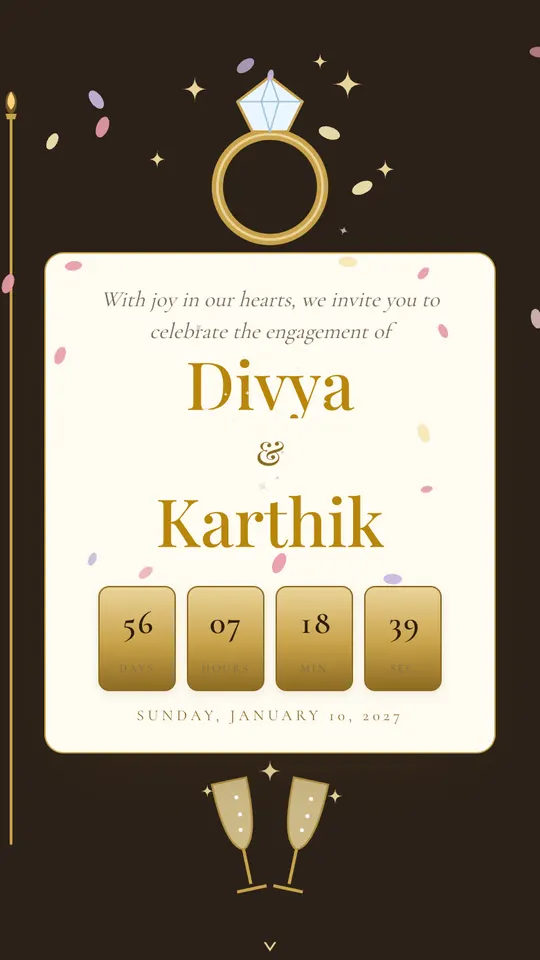 With joy in our hearts, we invite you to
celebrate the engagement of
Divya
&
Karthik
56 07 18 39
DAYS HOURS MIN SEC
SUNDAY, JANUARY 10, 2027